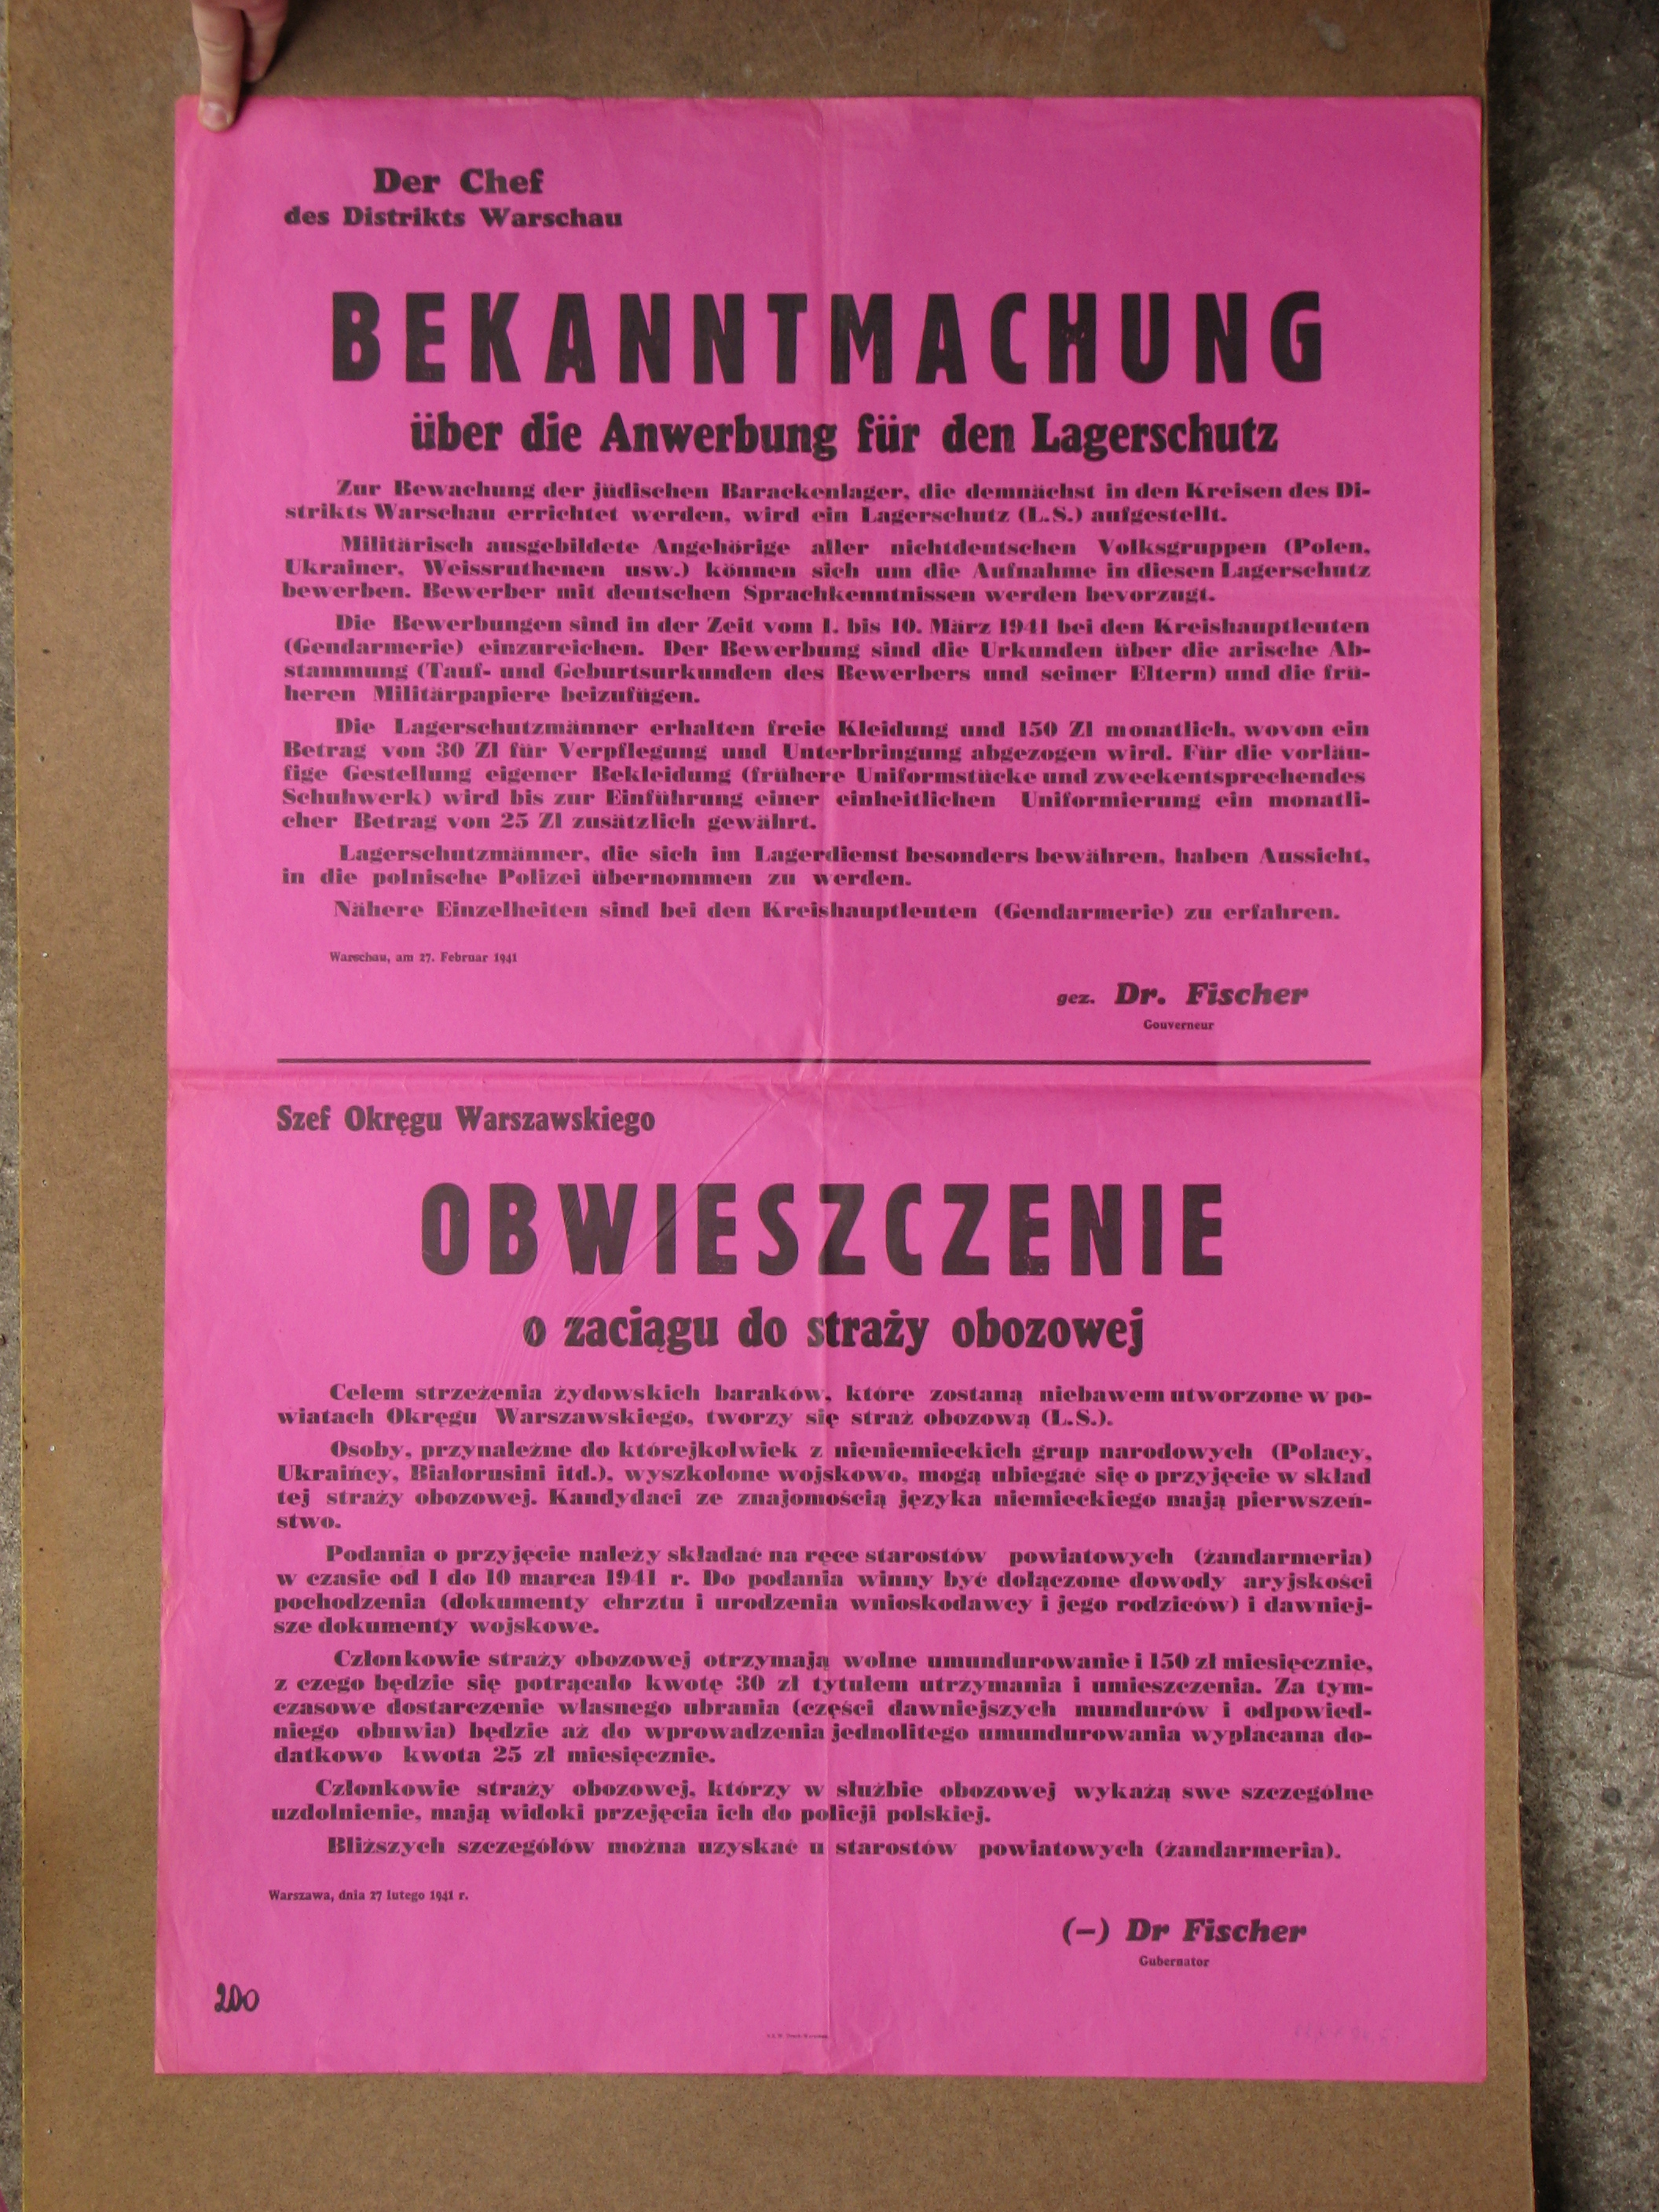 Der Chef
des Distrikts Warschau
BEKANNTMACHUNG
über die Anwerbung für den Lagerschutz
Zur Bewachung der jüdischen Barackenlager, die demnächst in den Kreisen des Di-
strikts Warschau errichtet werden, wird ein Lagerschutz (L.S.) aufgestellt.
Militärisch ausgebildete Angehörige aller nichtdeutschen Volksgruppen (Polen,
Ukrainer, Weissruthenen usw.) können sich um die Aufnahme in diesen Lagerschutz
bewerben. Bewerber mit deutschen Sprachkenntnissen werden bevorzugt.
Die Bewerbungen sind in der Zeit vom 1. bis 10. März 1941 bei den Kreishauptleuten
(Gendarmerie) einzureichen. Der Bewerbung sind die Urkunden über die arische Ab-
stammung (Tauf- und Geburtsurkunden des Bewerbers und seiner Eltern) und die frü-
heren Militärpapiere beizufügen.
Die Lagerschutzmänner erhalten freie Kleidung und 150 Zl monatlich, wovon ein
Betrag von 30 Zl für Verpflegung und Unterbringung abgezogen wird. Für die vorläu-
fige Gestellung eigener Bekleidung (frühere Uniformstücke und zweckentsprechendes
Schuhwerk) wird bis zur Einführung einer einheitlichen Uniformierung ein monatli-
cher Betrag von 25 Zl zusätzlich gewährt.
Lagerschutzmänner, die sich im Lagerdienst besonders bewähren, haben Aussicht,
in die polnische Polizei übernommen zu werden.
Nähere Einzelheiten sind bei den Kreishauptleuten (Gendarmerie) zu erfahren.
Warschau, am 27. Februar 1941
gez. Dr. Fischer
Gouverneur
Szef Okręgu Warszawskiego
OBWIESZCZENIE
o zaciągu do straży obozowej
Celem strzeżenia żydowskich baraków, które zostaną niebawem utworzone w po-
wiatach Okręgu Warszawskiego, tworzy się straż obozową (L.S.).
Osoby, przynależne do którejkolwiek z nieniemieckich grup narodowych (Polacy,
Ukraińcy, Białorusini itd.), wyszkolone wojskowo, mogą ubiegać się o przyjęcie w skład
tej straży obozowej. Kandydaci ze znajomością języka niemieckiego mają pierwszeń-
stwo.
Podania o przyjęcie należy składać na ręce starostów powiatowych (żandarmeria)
w czasie od 1 do 10 marca 1941 r. Do podania winny być dołączone dowody aryjskości
pochodzenia (dokumenty chrztu i urodzenia wnioskodawcy i jego rodziców) i dawniej-
sze dokumenty wojskowe.
Członkowie straży obozowej otrzymają wolne umundurowanie i 150 zł miesięcznie,
z czego będzie się potrącało kwotę 30 zł tytułem utrzymania i umieszczenia. Za tym-
czasowe dostarczenie własnego ubrania (części dawniejszych mundurów i odpowied-
niego obuwia) będzie aż do wprowadzenia jednolitego umundurowania wypłacana do-
datkowo kwota 25 zł miesięcznie.
Członkowie straży obozowej, którzy w służbie obozowej wykażą swe szczególne
uzdolnienie, mają widoki przejęcia ich do policji polskiej.
Bliższych szczegółów można uzyskać u starostów powiatowych (żandarmeria).
Warszawa, dnia 27 lutego 1941 r.
(—) Dr Fischer
Gubernator
200